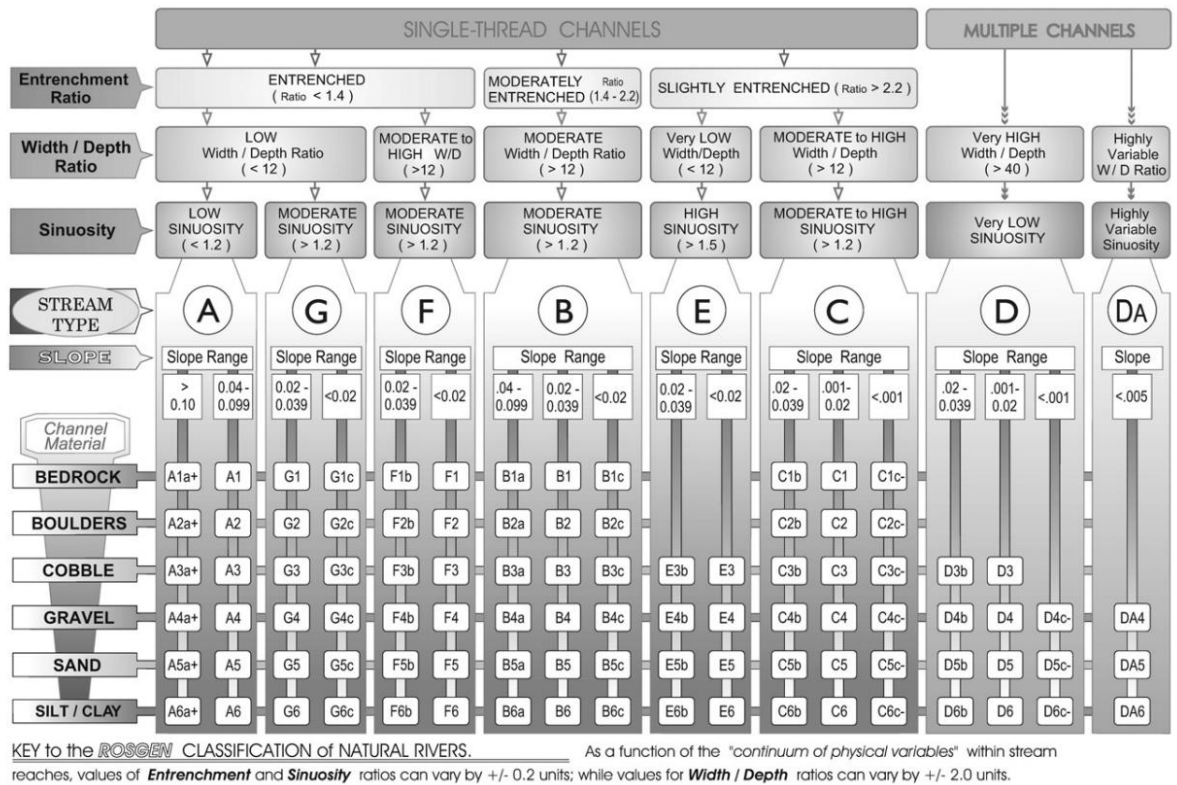 SINGLE-THREAD CHANNELS
MULTIPLE CHANNELS
Entrenchment
Ratio
ENTRENCHED
( Ratio < 1.4 )
MODERATELY Ratio
ENTRENCHED (1.4 - 2.2)
SLIGHTLY ENTRENCHED ( Ratio > 2.2 )
Width / Depth
Ratio
LOW
Width / Depth Ratio
( < 12 )
MODERATE to
HIGH W/D
( >12 )
MODERATE
Width / Depth Ratio
( > 12 )
Very LOW
Width/Depth
( < 12 )
MODERATE to HIGH
Width / Depth
( > 12 )
Very HIGH
Width / Depth
( > 40 )
Highly
Variable
W / D Ratio
Sinuosity
LOW
SINUOSITY
( < 1.2 )
MODERATE
SINUOSITY
( > 1.2 )
MODERATE
SINUOSITY
( > 1.2 )
MODERATE
SINUOSITY
( > 1.2 )
HIGH
SINUOSITY
( > 1.5 )
MODERATE to HIGH
SINUOSITY
( > 1.2 )
Very LOW
SINUOSITY
Highly
Variable
Sinuosity
STREAM
TYPE
A G F B E C D DA
SLOPE
Slope Range Slope Range Slope Range Slope Range Slope Range Slope Range Slope Range Slope
> 0.10
0.04 - 0.099
0.02 - 0.039
<0.02
0.02 - 0.039
<0.02
.04 - 0.099
0.02 - 0.039
<0.02
0.02 - 0.039
<0.02
.02 - 0.039
.001- 0.02
<.001
.02 - 0.039
.001- 0.02
<.001
<.005
Channel
Material
BEDROCK A1a+ A1 G1 G1c F1b F1 B1a B1 B1c C1b C1 C1c-
BOULDERS A2a+ A2 G2 G2c F2b F2 B2a B2 B2c C2b C2 C2c-
COBBLE A3a+ A3 G3 G3c F3b F3 B3a B3 B3c E3b E3 C3b C3 C3c- D3b D3
GRAVEL A4a+ A4 G4 G4c F4b F4 B4a B4 B4c E4b E4 C4b C4 C4c- D4b D4 D4c- DA4
SAND A5a+ A5 G5 G5c F5b F5 B5a B5 B5c E5b E5 C5b C5 C5c- D5b D5 D5c- DA5
SILT / CLAY A6a+ A6 G6 G6c F6b F6 B6a B6 B6c E6b E6 C6b C6 C6c- D6b D6 D6c- DA6
KEY to the ROSGEN CLASSIFICATION of NATURAL RIVERS. As a function of the "continuum of physical variables" within stream
reaches, values of Entrenchment and Sinuosity ratios can vary by +/- 0.2 units; while values for Width / Depth ratios can vary by +/- 2.0 units.